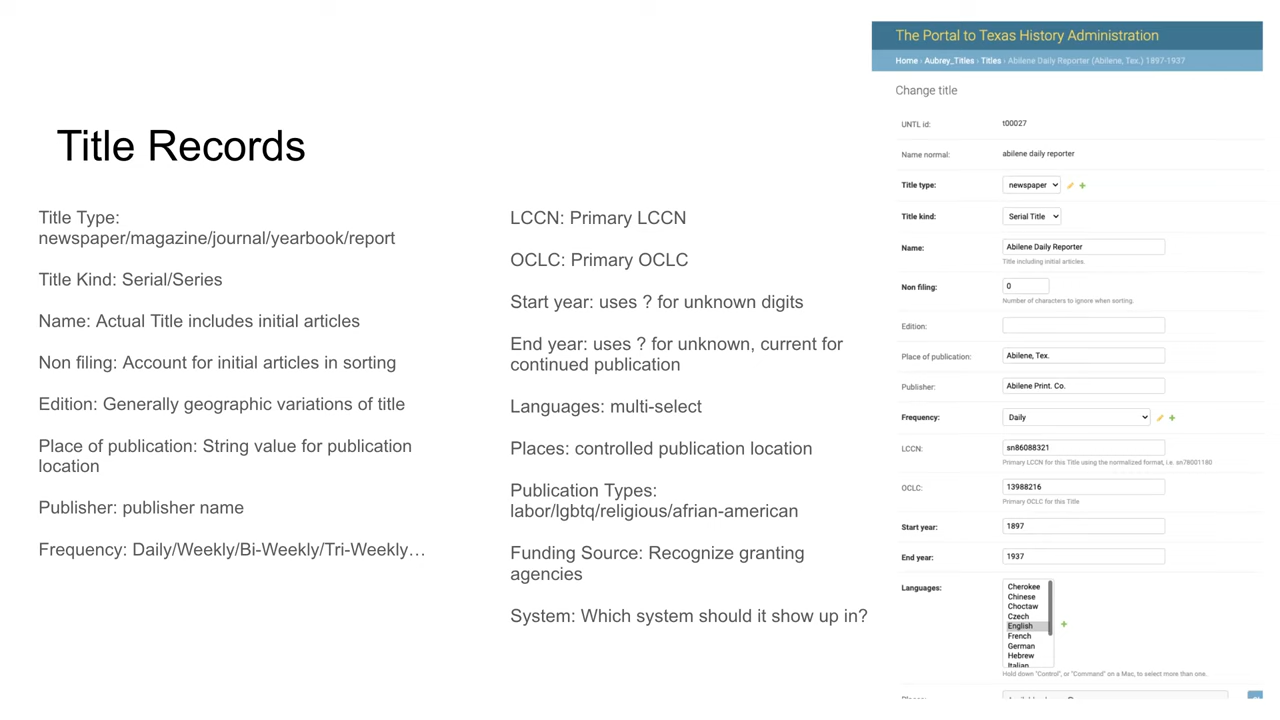 Title Records
Title Type:
newspaper/magazine/journal/yearbook/report
Title Kind: Serial/Series
Name: Actual Title includes initial articles
Non filing: Account for initial articles in sorting
Edition: Generally geographic variations of title
Place of publication: String value for publication
location
Publisher: publisher name
Frequency: Daily/Weekly/Bi-Weekly/Tri-Weekly…
LCCN: Primary LCCN
OCLC: Primary OCLC
Start year: uses ? for unknown digits
End year: uses ? for unknown, current for
continued publication
Languages: multi-select
Places: controlled publication location
Publication Types:
labor/lgbtq/religious/afrian-american
Funding Source: Recognize granting
agencies
System: Which system should it show up in?
The Portal to Texas History Administration
Home › Aubrey_Titles › Titles › Abilene Daily Reporter (Abilene, Tex.) 1897-1937
Change title
UNTL id: t00027
Name normal: abilene daily reporter
Title type: newspaper
Title kind: Serial Title
Name: Abilene Daily Reporter
Title including initial articles.
Non filing: 0
Number of characters to ignore when sorting.
Edition:
Place of publication: Abilene, Tex.
Publisher: Abilene Print. Co.
Frequency: Daily
LCCN: sn86088321
Primary LCCN for this Title using the normalized format, i.e. sn78001180
OCLC: 13988216
Primary OCLC for this Title
Start year: 1897
End year: 1937
Languages:
Cherokee
Chinese
Choctaw
Czech
English
French
German
Hebrew
Italian
Hold down "Control", or "Command" on a Mac, to select more than one.